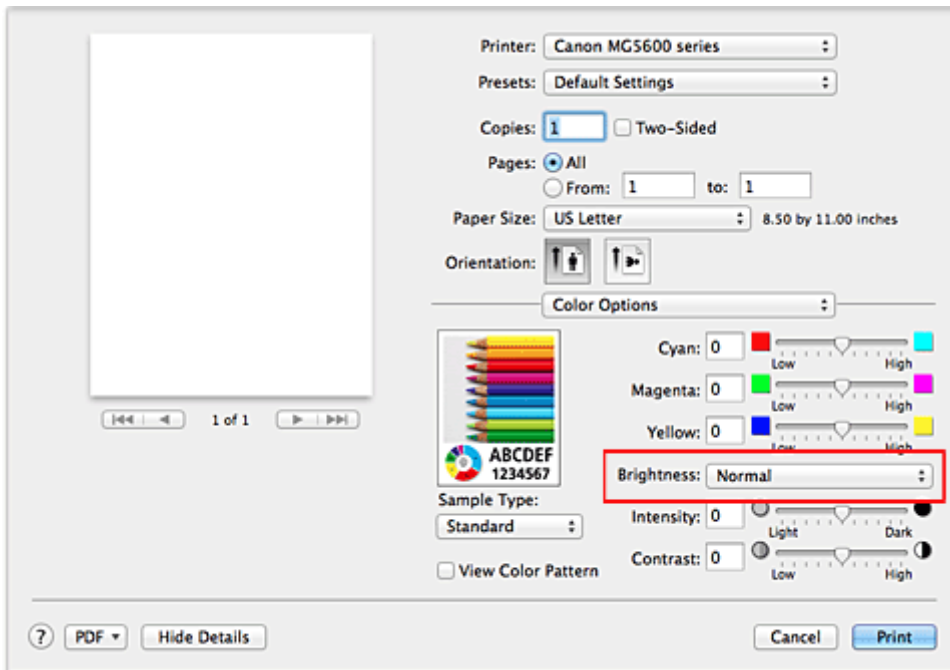 Printer: Canon MG5600 series
Presets: Default Settings
Copies: 1 Two-Sided
Pages: All
From: 1 to: 1
Paper Size: US Letter 8.50 by 11.00 inches
Orientation:
Color Options
Cyan: 0
Low High
Magenta: 0
Low High
Yellow: 0
Low High
ABCDEF
1234567
Brightness: Normal
Sample Type:
Standard
Intensity: 0
Light Dark
View Color Pattern
Contrast: 0
Low High
1 of 1
? PDF Hide Details Cancel Print